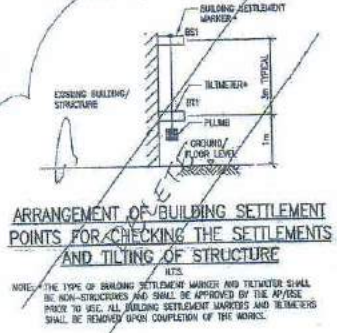 BUILDING SETTLEMENT
MARKER*
BS1
3m TYPICAL
EXISTING BUILDING/
STRUCTURE
TILTMETER*
BT1
PLUMB
1m
GROUND/
FLOOR LEVEL
ARRANGEMENT OF BUILDING SETTLEMENT
POINTS FOR CHECKING THE SETTLEMENTS
AND TILTING OF STRUCTURE
N.T.S.
NOTE: * THE TYPE OF BUILDING SETTLEMENT MARKER AND TILTMETER SHALL
BE NON-STRUCTURES AND SHALL BE APPROVED BY THE AP/RSE
PRIOR TO USE. ALL BUILDING SETTLEMENT MARKERS AND TILTMETERS
SHALL BE REMOVED UPON COMPLETION OF THE WORKS.